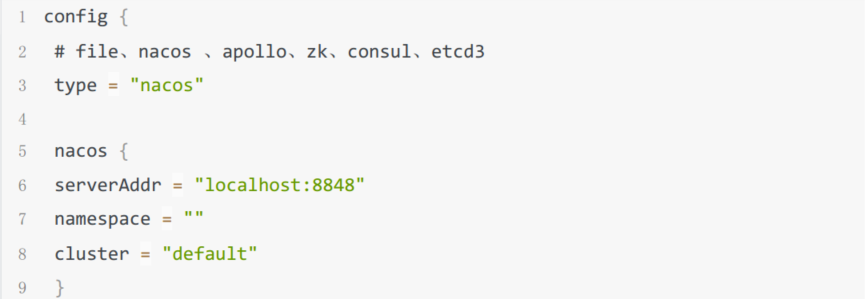 1 config {
2 # file、nacos 、apollo、zk、consul、etcd3
3 type = "nacos"
4
5 nacos {
6 serverAddr = "localhost:8848"
7 namespace = ""
8 cluster = "default"
9 }